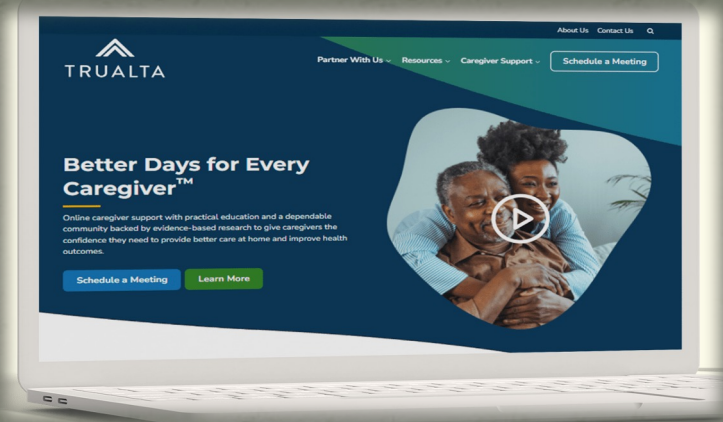 About Us Contact Us
TRUALTA
Partner With Us Resources Caregiver Support Schedule a Meeting
Better Days for Every
Caregiver™
Online caregiver support with practical education and a dependable
community backed by evidence-based research to give caregivers the
confidence they need to provide better care at home and improve health
outcomes.
Schedule a Meeting Learn More